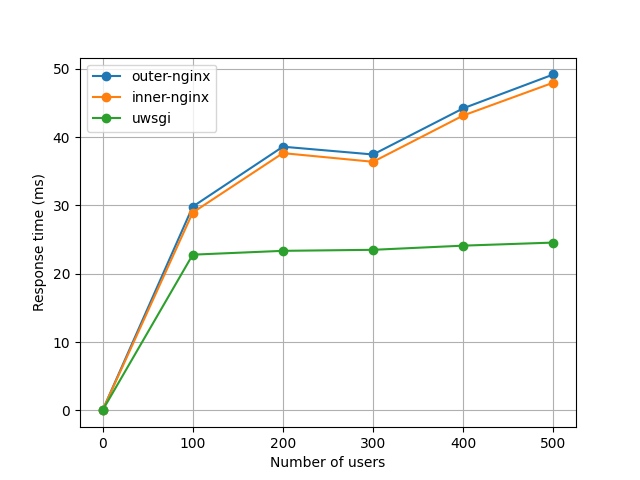 outer-nginx
inner-nginx
uwsgi
Response time (ms)
50
40
30
20
10
0
0 100 200 300 400 500
Number of users